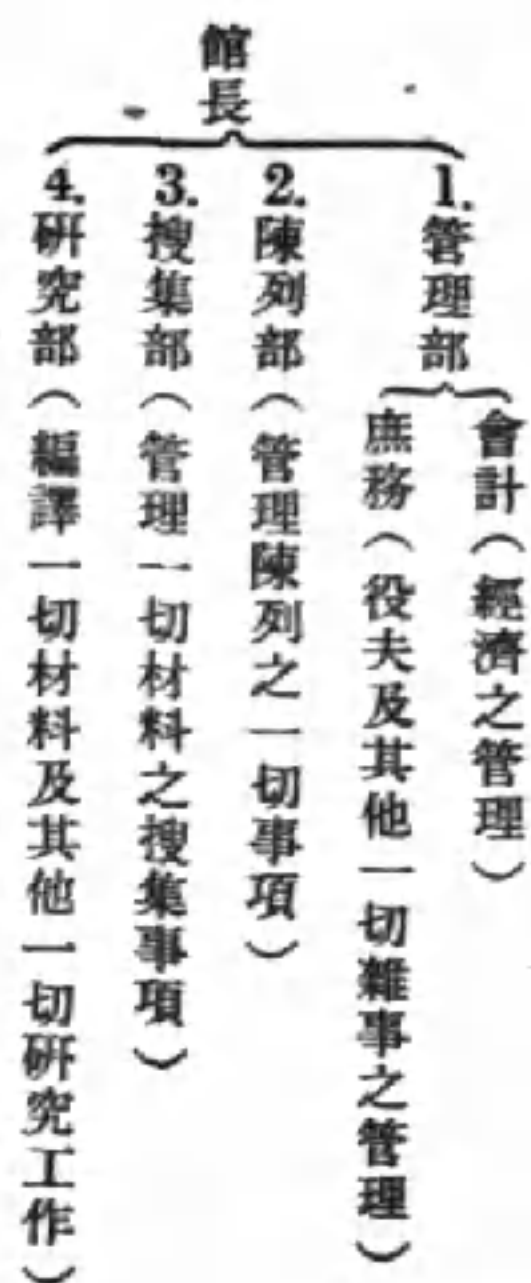 館長
1.管理部
會計（經濟之管理）
庶務（役夫及其他一切雜事之管理）
2.陳列部（管理陳列之一切事項）
3.搜集部（管理一切材料之搜集事項）
4.研究部（編譯一切材料及其他一切研究工作）